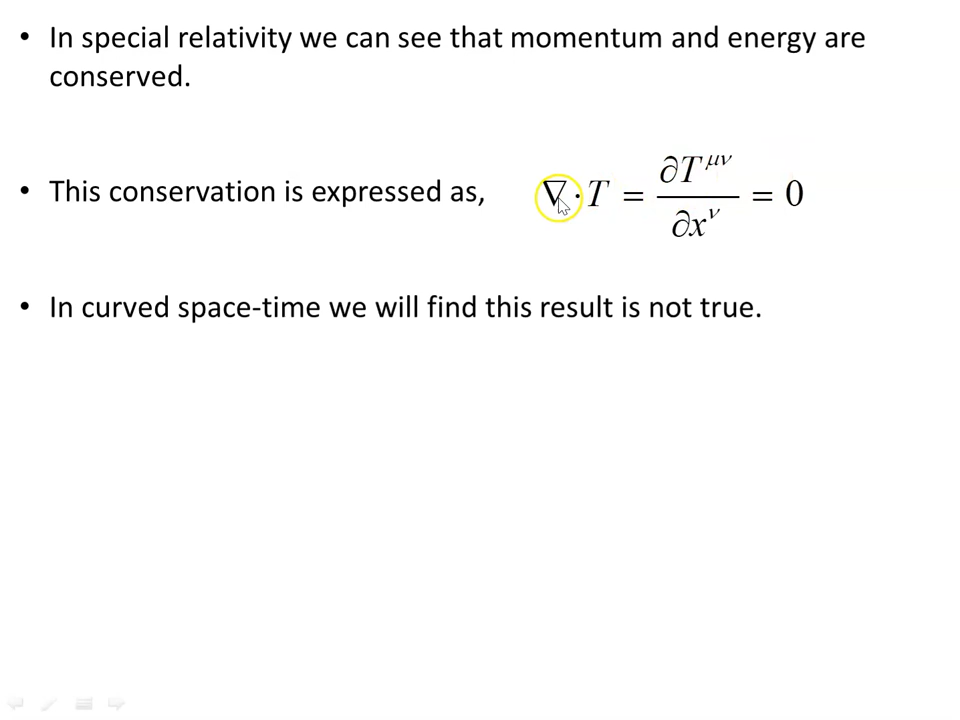 • In special relativity we can see that momentum and energy are
conserved.
• This conservation is expressed as, ∇ · T = ∂T^{μν} / ∂x^{ν} = 0
• In curved space-time we will find this result is not true.